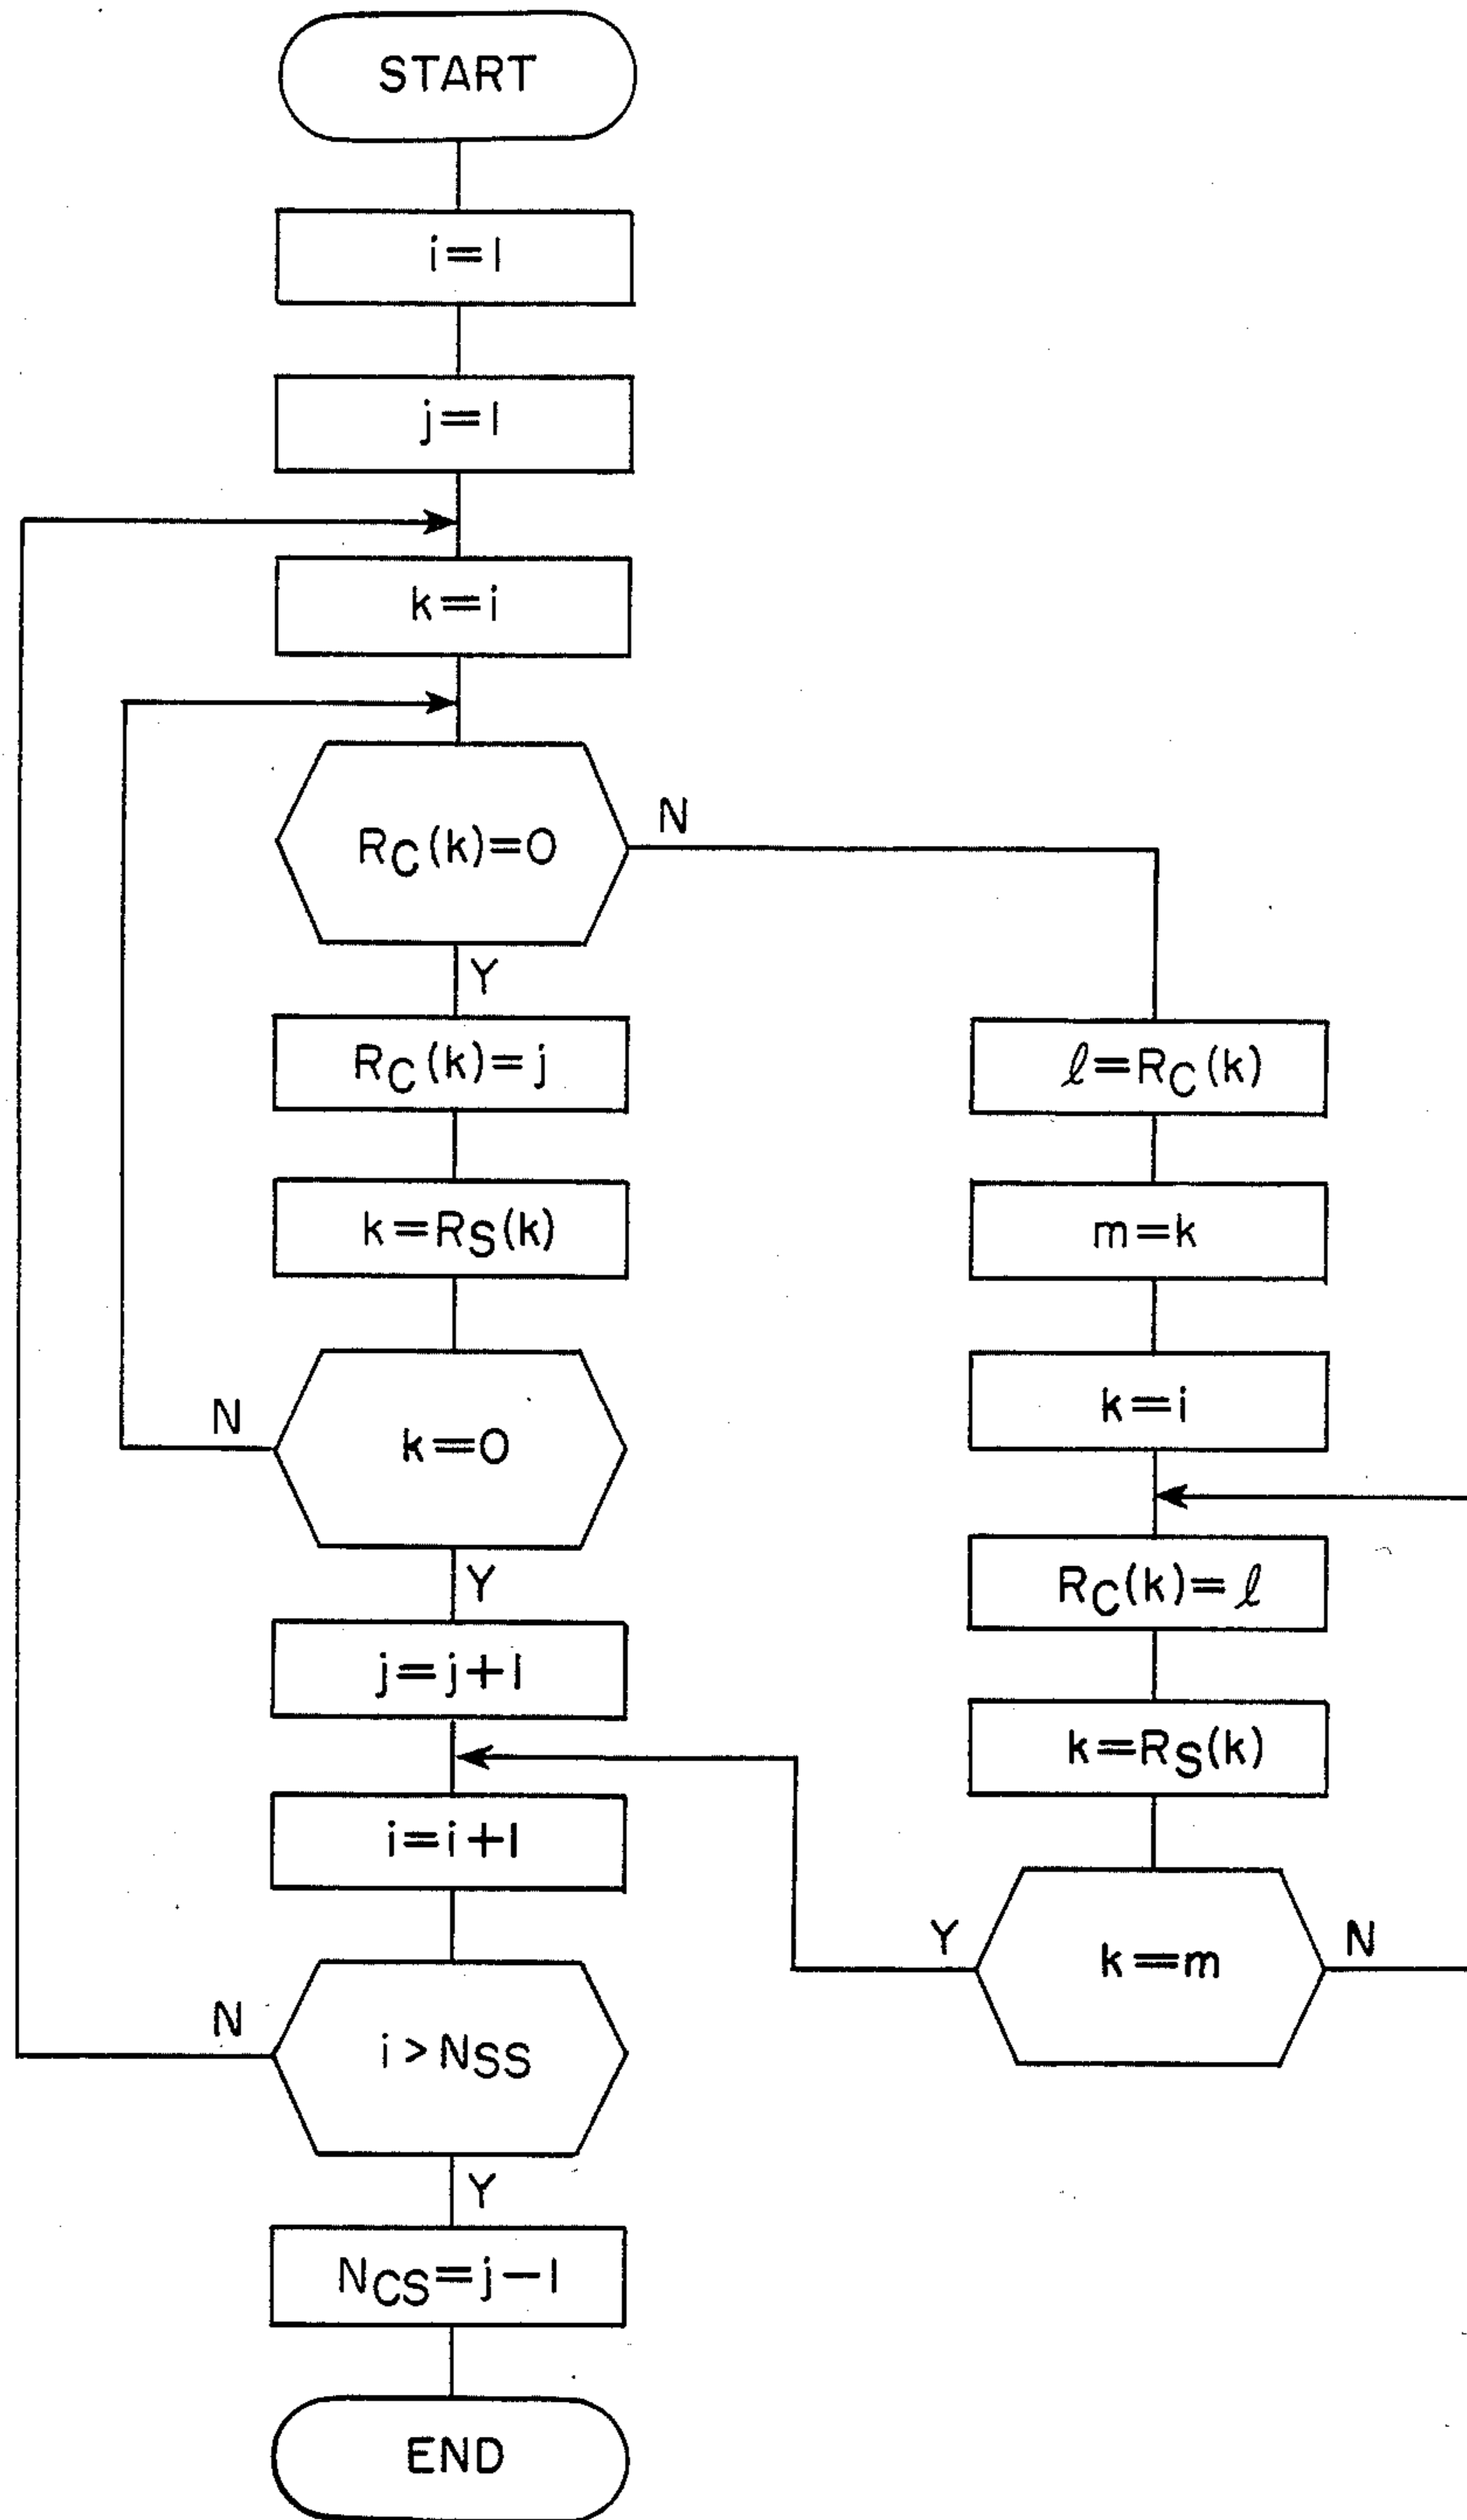 START
i=1
j=1
k=i
RC(k)=0
N
Y
RC(k)=j
k=RS(k)
k=0
N
Y
j=j+1
i=i+1
i>NSS
N
Y
NCS=j-1
END
ℓ=RC(k)
m=k
k=i
RC(k)=ℓ
k=RS(k)
k=m
Y
N